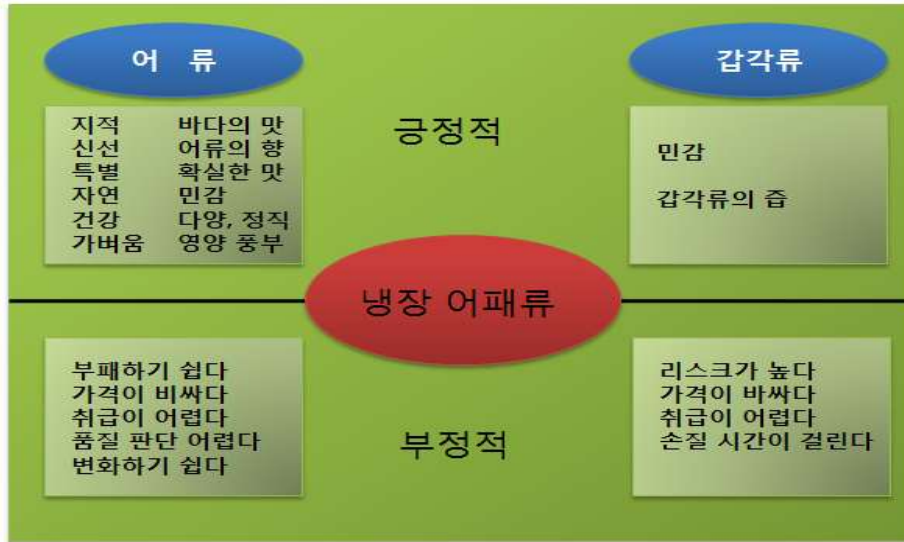 어 류
갑각류
긍정적
지적 바다의 맛
신선 어류의 향
특별 확실한 맛
자연 민감
건강 다양, 정직
가벼움 영양 풍부
민감
갑각류의 즙
냉장 어패류
부패하기 쉽다
가격이 비싸다
취급이 어렵다
품질 판단 어렵다
변화하기 쉽다
부정적
리스크가 높다
가격이 바싸다
취급이 어렵다
손질 시간이 걸린다